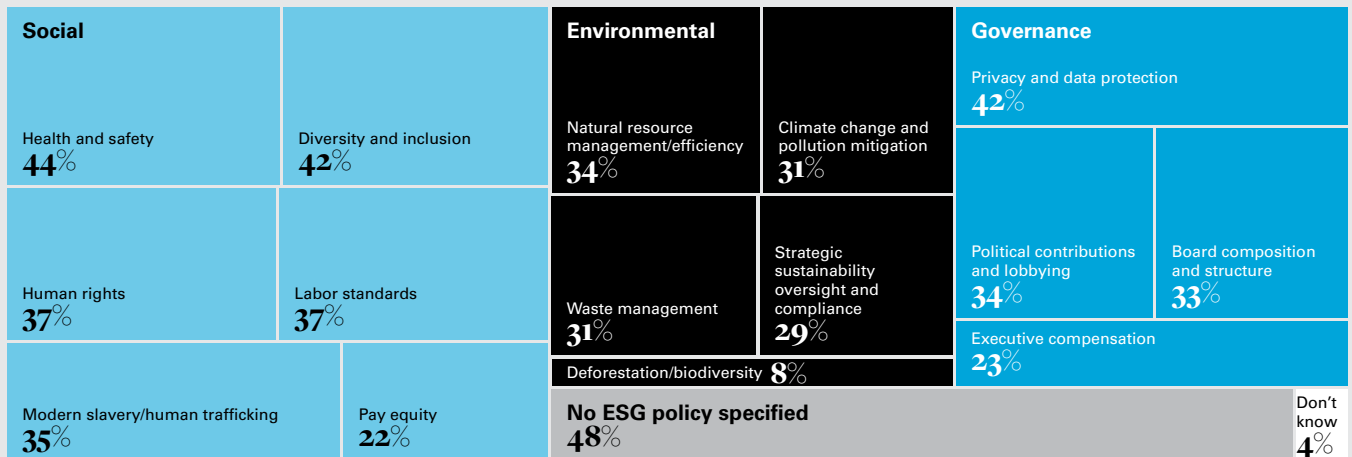 Social
Health and safety
44%
Diversity and inclusion
42%
Human rights
37%
Labor standards
37%
Modern slavery/human trafficking
35%
Pay equity
22%
Environmental
Natural resource
management/efficiency
34%
Climate change and
pollution mitigation
31%
Waste management
31%
Strategic
sustainability
oversight and
compliance
29%
Deforestation/biodiversity 8%
Governance
Privacy and data protection
42%
Political contributions
and lobbying
34%
Board composition
and structure
33%
Executive compensation
23%
No ESG policy specified
48%
Don't
know
4%